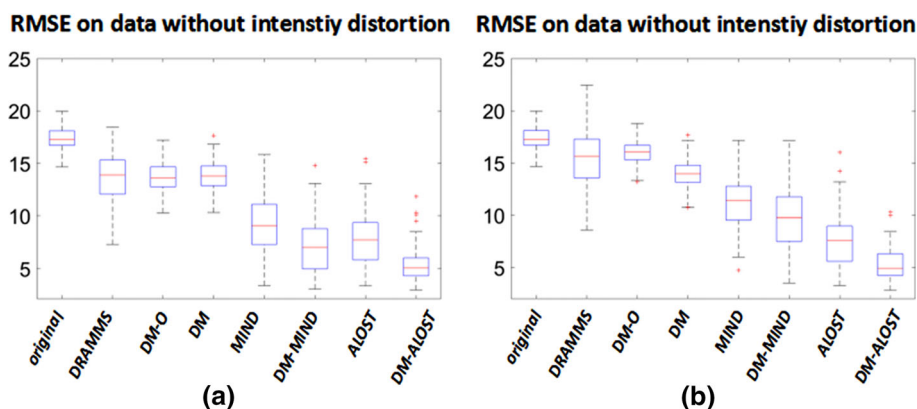 RMSE on data without intenstiy distortion
25
20
15
10
5
original
DRAMMS
DM-O
DM
MIND
DM-MIND
ALOST
DM-ALOST
(a)
RMSE on data without intenstiy distortion
25
20
15
10
5
original
DRAMMS
DM-O
DM
MIND
DM-MIND
ALOST
DM-ALOST
(b)